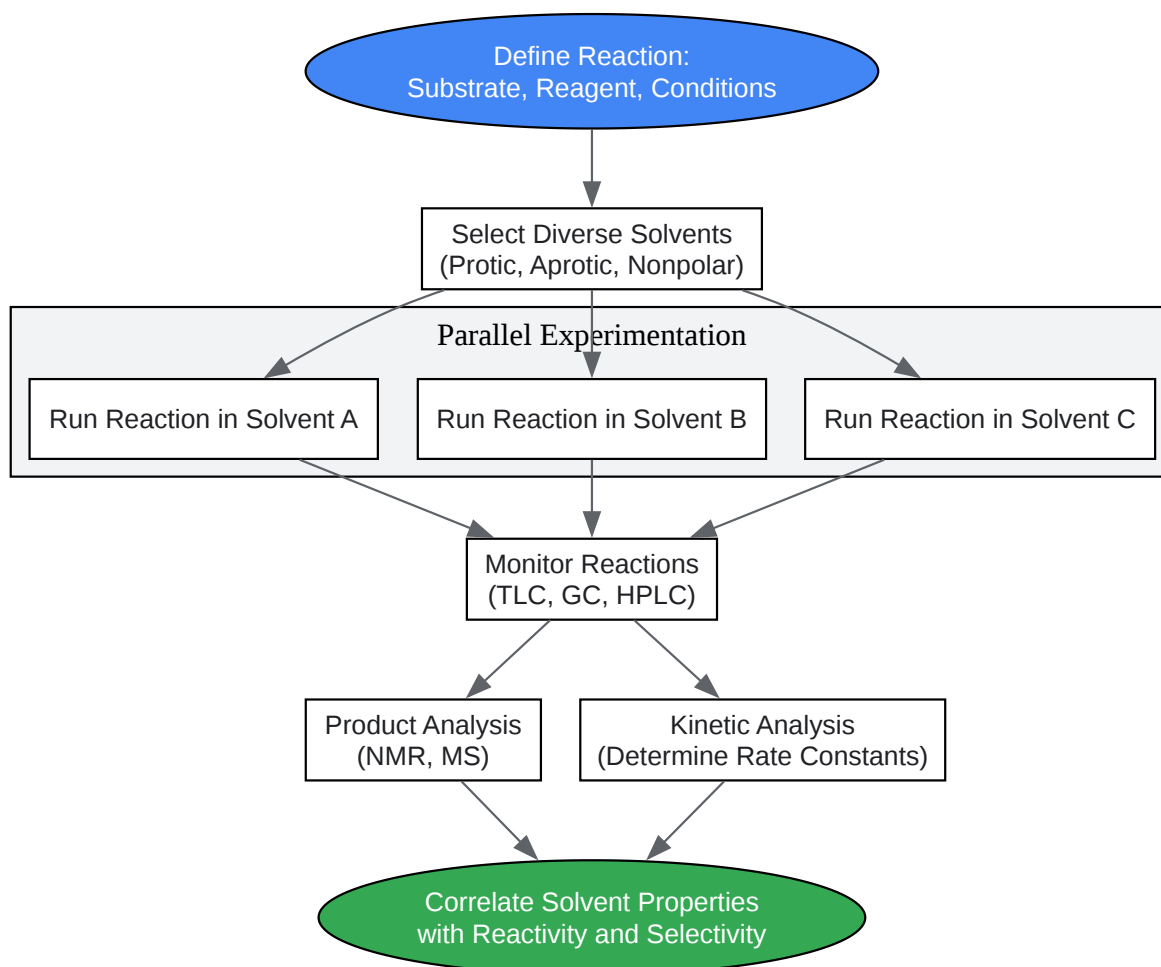 Define Reaction:
Substrate, Reagent, Conditions
Select Diverse Solvents
(Protic, Aprotic, Nonpolar)
Parallel Experimentation
Run Reaction in Solvent A
Run Reaction in Solvent B
Run Reaction in Solvent C
Monitor Reactions
(TLC, GC, HPLC)
Product Analysis
(NMR, MS)
Kinetic Analysis
(Determine Rate Constants)
Correlate Solvent Properties
with Reactivity and Selectivity